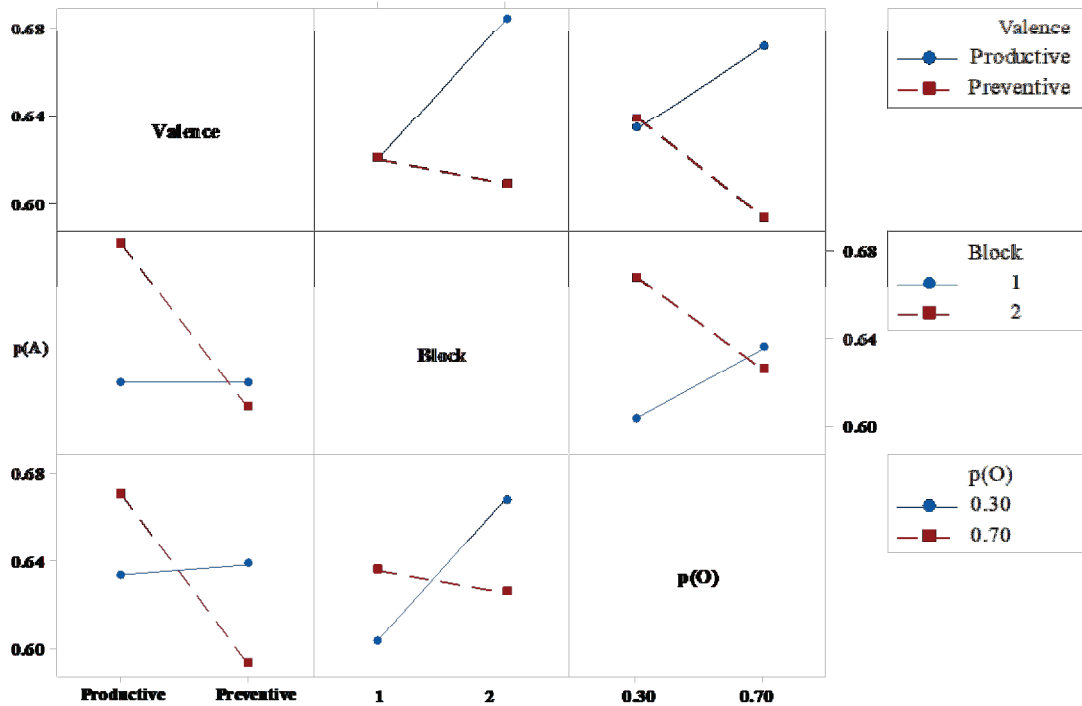 0.68
0.64
0.60
Valence
Valence
Productive
Preventive
p(A)
Block
0.68
0.64
0.60
Block
1
2
0.68
0.64
0.60
p(O)
p(O)
0.30
0.70
Productive
Preventive
1
2
0.30
0.70